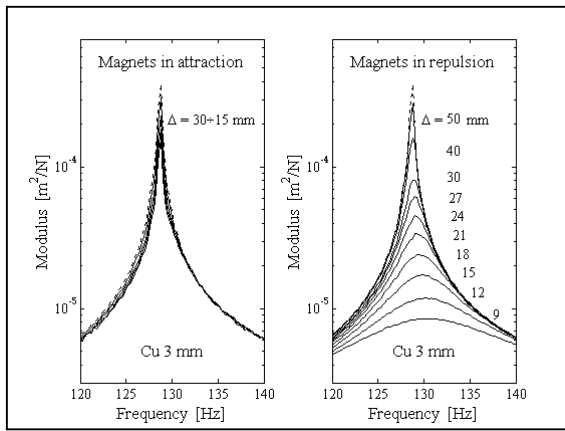 Magnets in attraction
Δ = 30÷15 mm
Modulus [m²/N]
10⁻⁴
10⁻⁵
Cu 3 mm
120 125 130 135 140
Frequency [Hz]
Magnets in repulsion
Δ = 50 mm
40
30
27
24
21
18
15
12
9
Modulus [m²/N]
10⁻⁴
10⁻⁵
Cu 3 mm
120 125 130 135 140
Frequency [Hz]